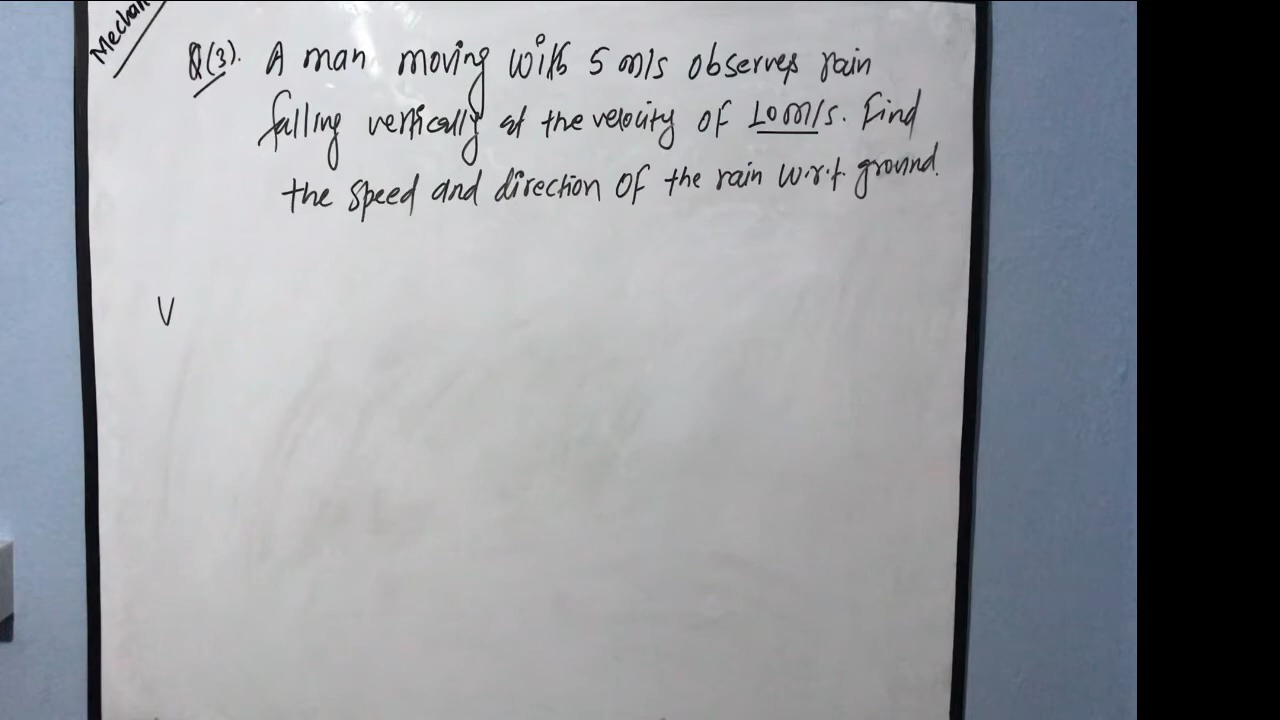 Mechan
Q(3). A man moving with 5 m/s observes rain
falling vertically at the velocity of 10 m/s. Find
the speed and direction of the rain w.r.t. ground.
V